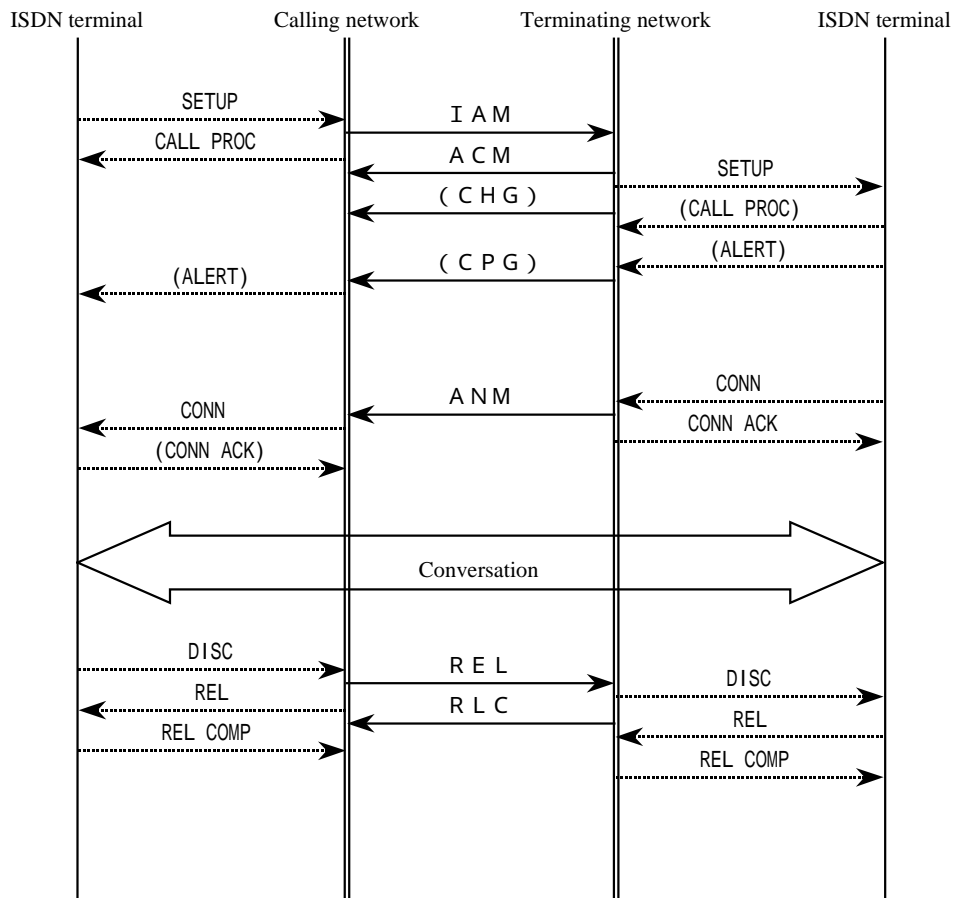 ISDN terminal
Calling network
Terminating network
ISDN terminal
SETUP
IAM
CALL PROC
ACM
SETUP
(CHG)
(CALL PROC)
(CPG)
(ALERT)
(ALERT)
ANM
CONN
CONN
CONN ACK
(CONN ACK)
Conversation
DISC
REL
DISC
REL
RLC
REL
REL COMP
REL COMP